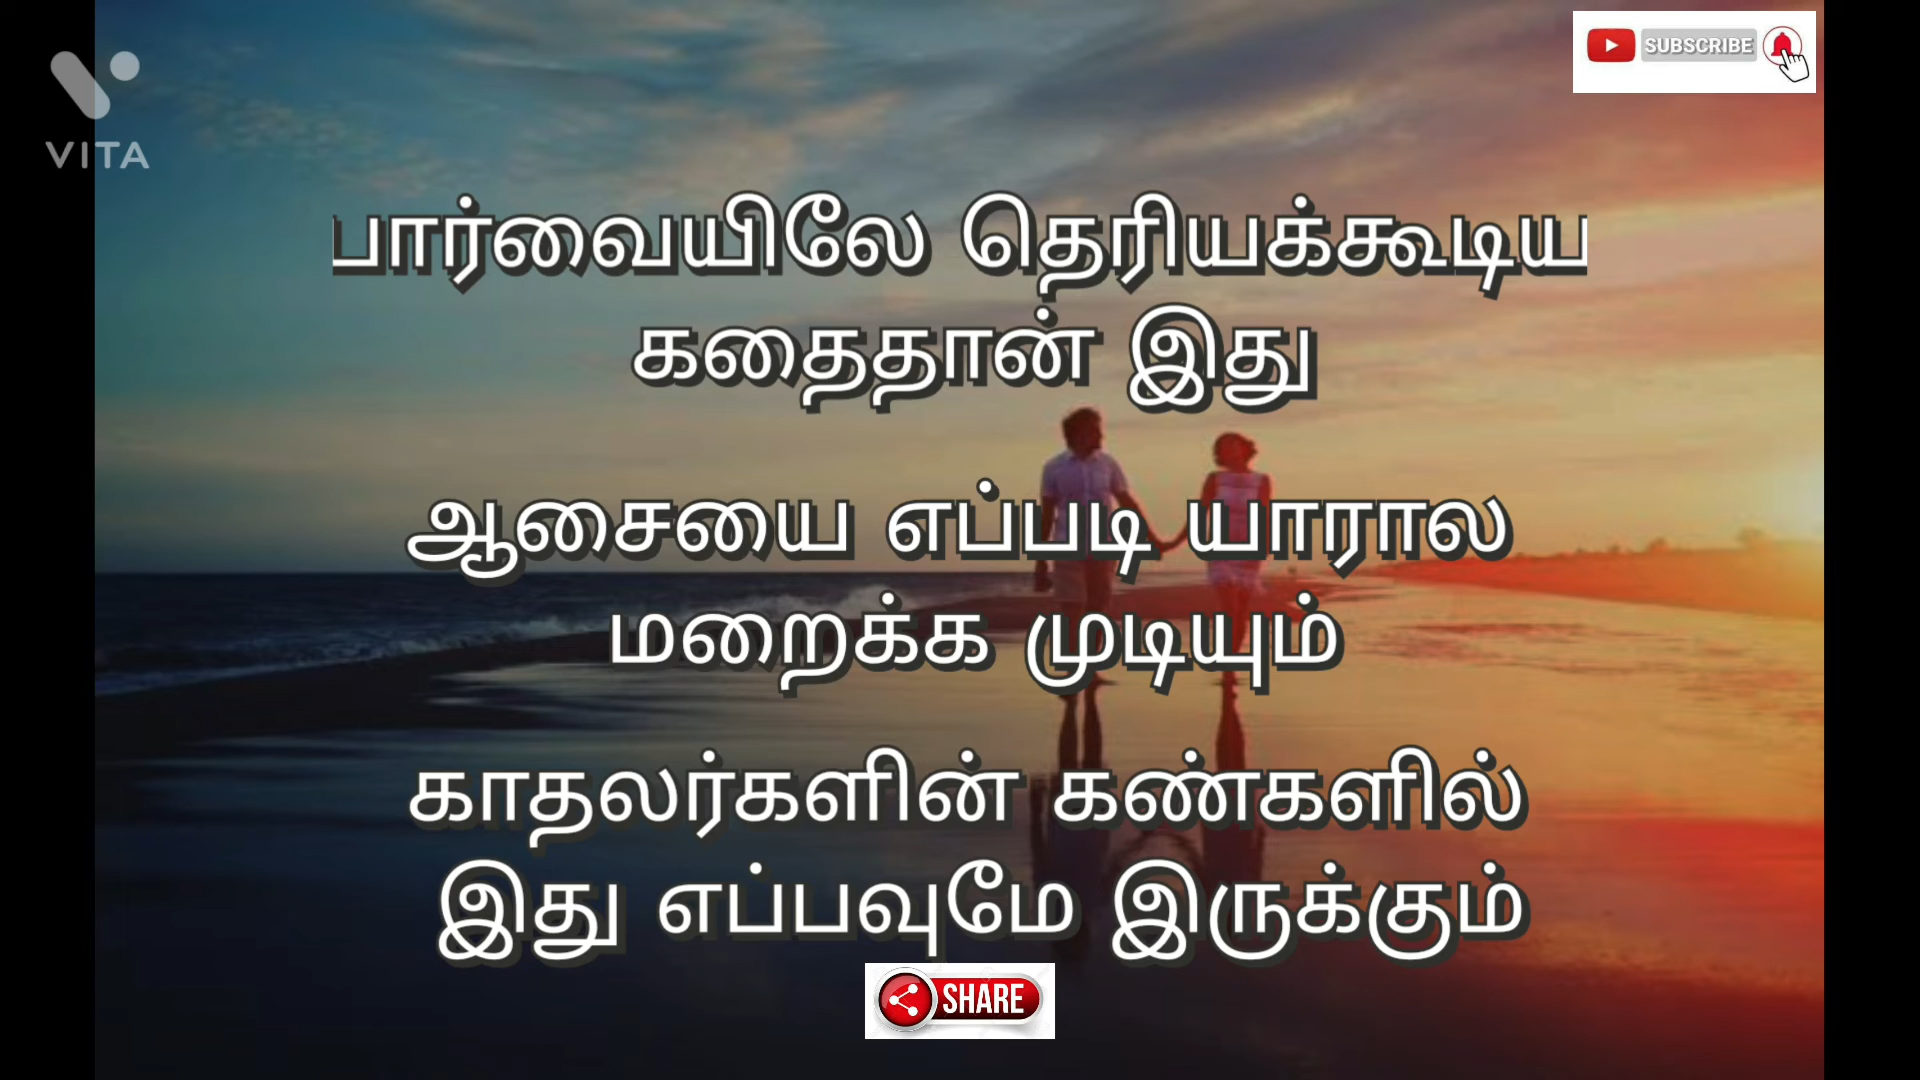 VITA
SUBSCRIBE
பார்வையிலே தெரியக்கூடிய
கதைதான் இது
ஆசையை எப்படி யாரால
மறைக்க முடியும்
காதலர்களின் கண்களில்
இது எப்பவுமே இருக்கும்
SHARE